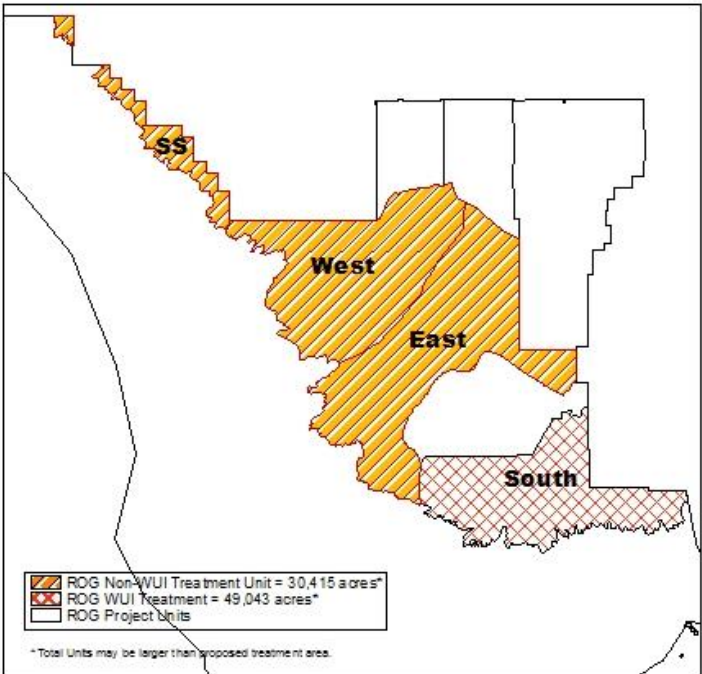 SS
West
East
South
ROG Non-WUI Treatment Unit = 30,415 acres*
ROG WUI Treatment = 49,043 acres*
ROG Project Units
*Total Units may be larger than proposed treatment area.